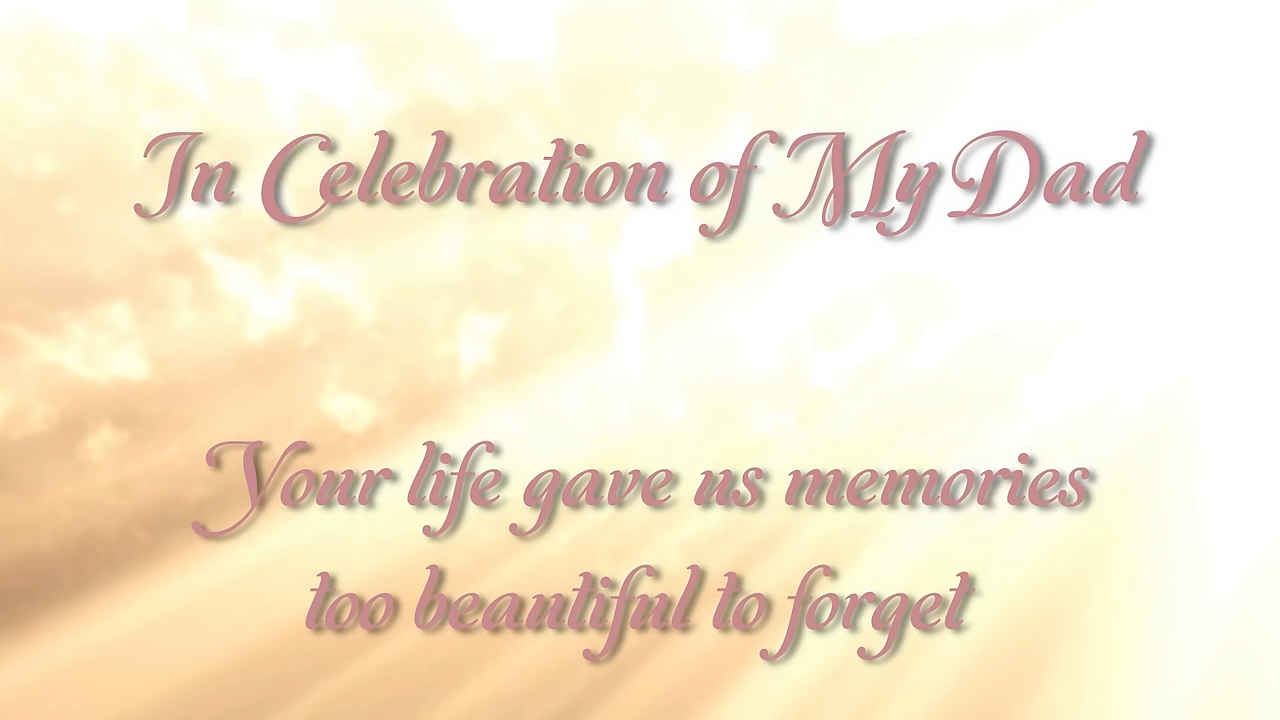 In Celebration of My Dad
Your life gave us memories
too beautiful to forget